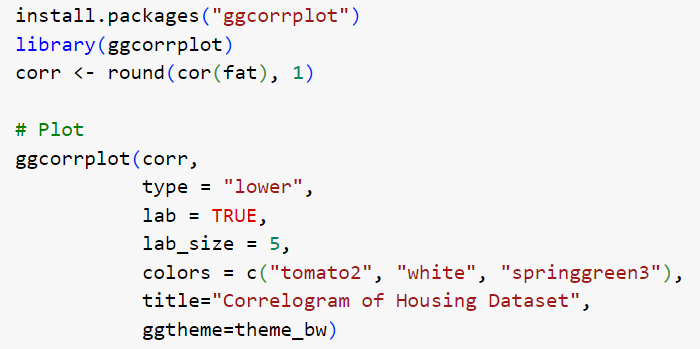 install.packages("ggcorrplot")
library(ggcorrplot)
corr <- round(cor(fat), 1)

# Plot
ggcorrplot(corr,
           type = "lower",
           lab = TRUE,
           lab_size = 5,
           colors = c("tomato2", "white", "springgreen3"),
           title="Correlogram of Housing Dataset",
           ggtheme=theme_bw)